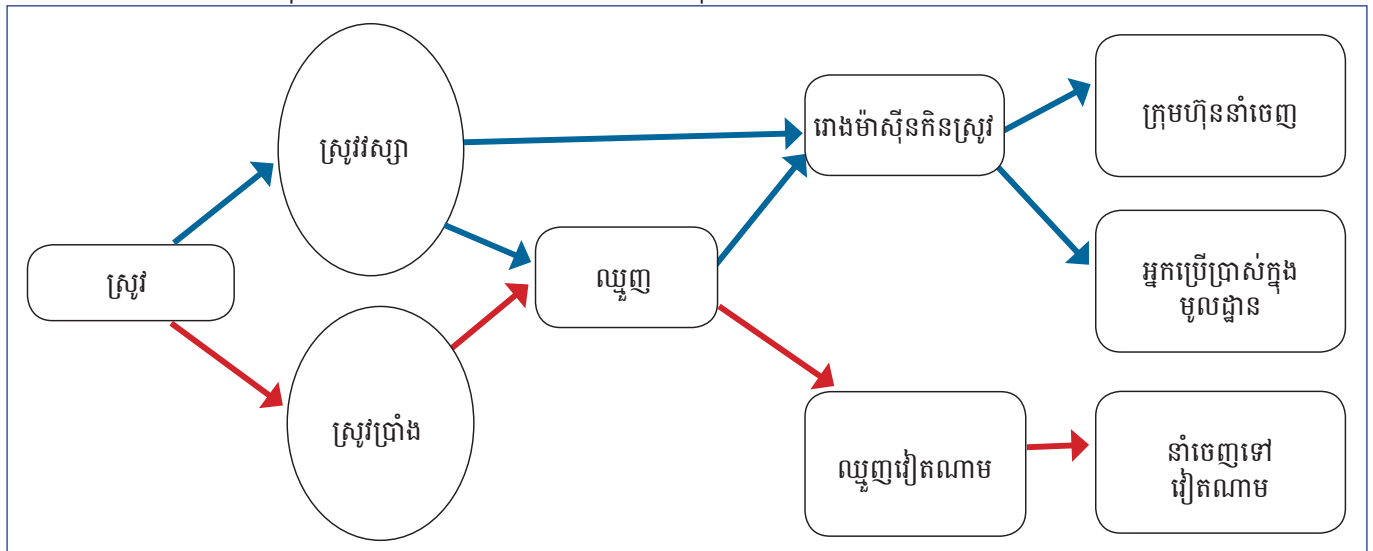 ស្រូវ
ស្រូវវស្សា
ស្រូវប្រាំង
ឈ្មួញ
រោងម៉ាស៊ីនកិនស្រូវ
ឈ្មួញវៀតណាម
ក្រុមហ៊ុននាំចេញ
អ្នកប្រើប្រាស់ក្នុង
មូលដ្ឋាន
នាំចេញទៅ
វៀតណាម